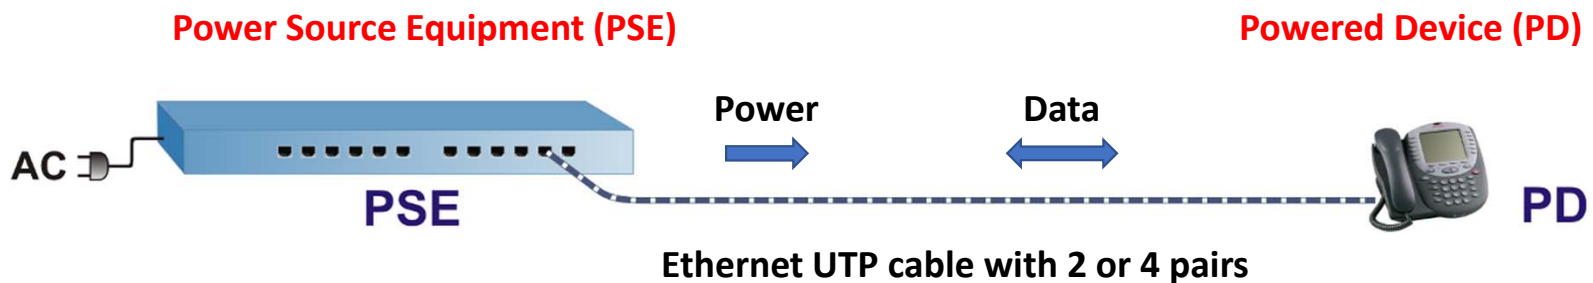 Power Source Equipment (PSE)
Powered Device (PD)
Power
Data
AC
PSE
PD
Ethernet UTP cable with 2 or 4 pairs